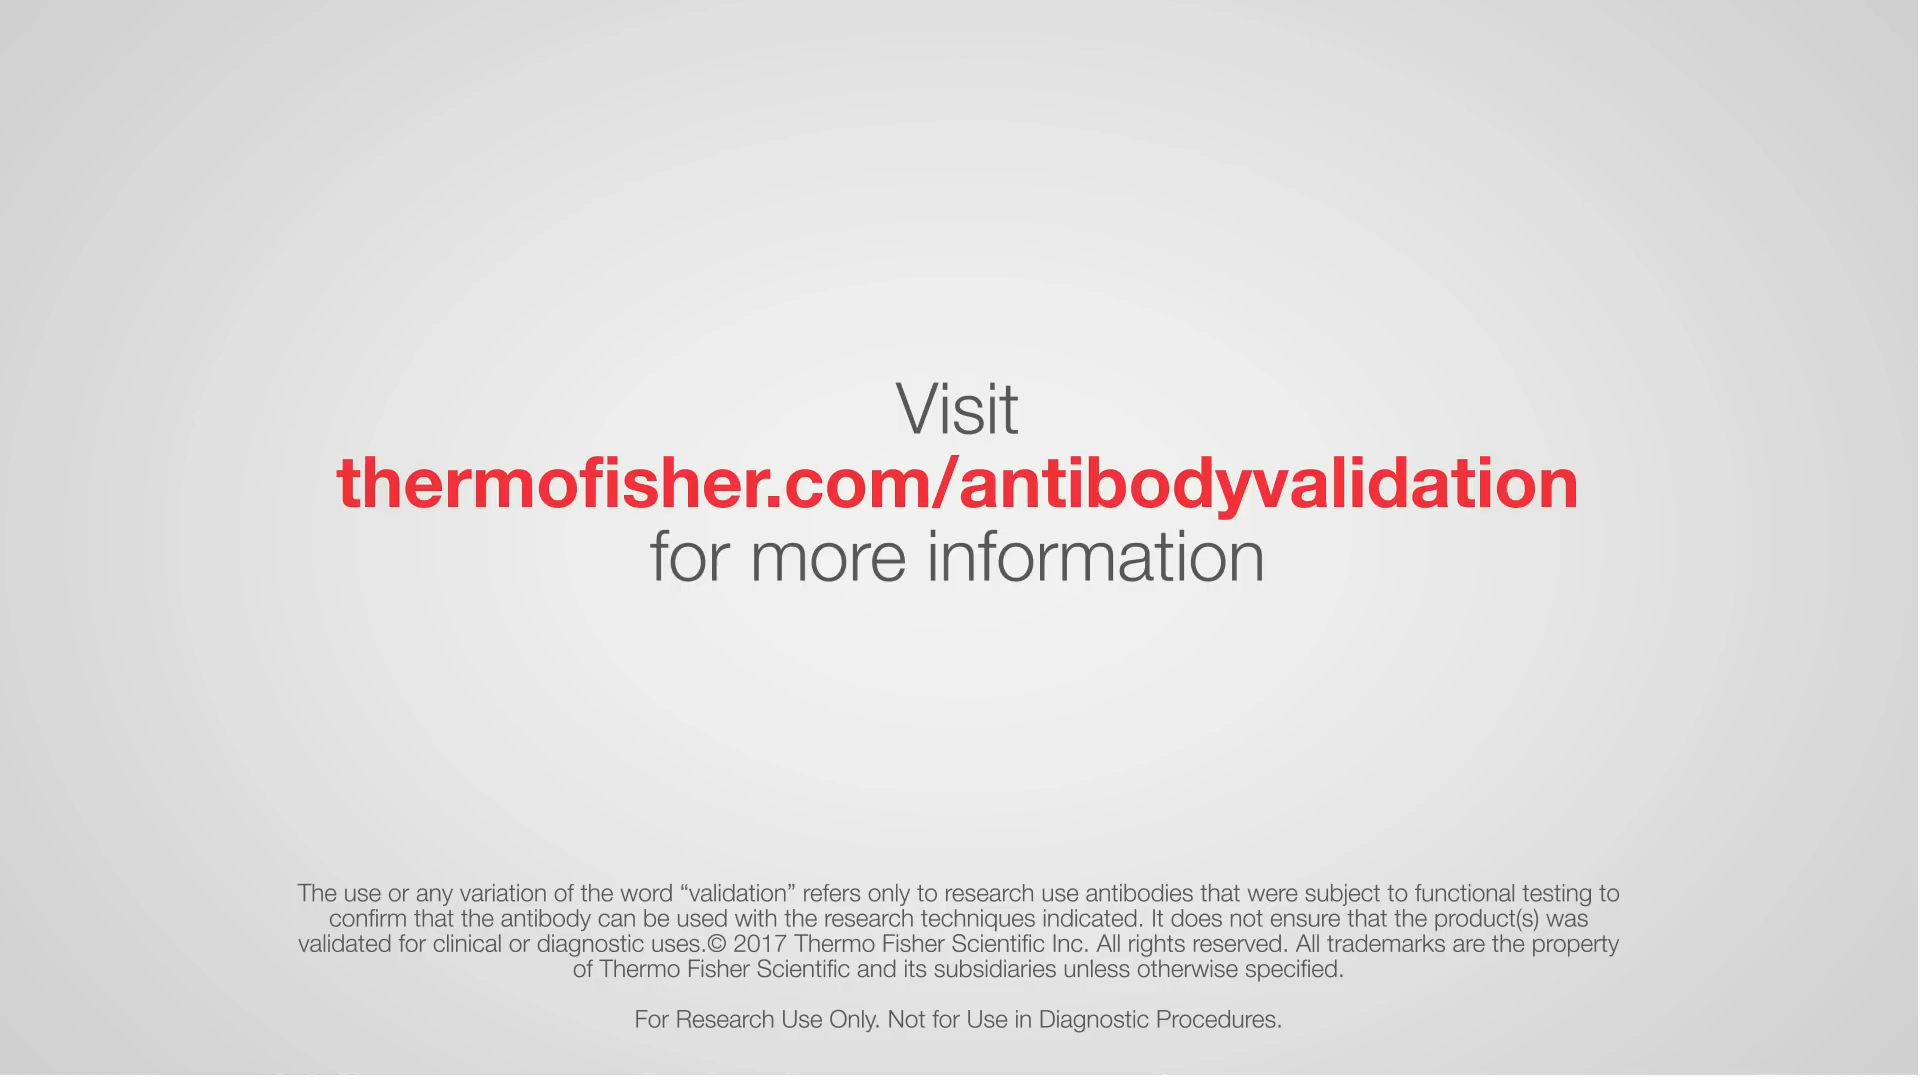 Visit
thermofisher.com/antibodyvalidation
for more information
The use or any variation of the word “validation” refers only to research use antibodies that were subject to functional testing to
confirm that the antibody can be used with the research techniques indicated. It does not ensure that the product(s) was
validated for clinical or diagnostic uses.© 2017 Thermo Fisher Scientific Inc. All rights reserved. All trademarks are the property
of Thermo Fisher Scientific and its subsidiaries unless otherwise specified.
For Research Use Only. Not for Use in Diagnostic Procedures.